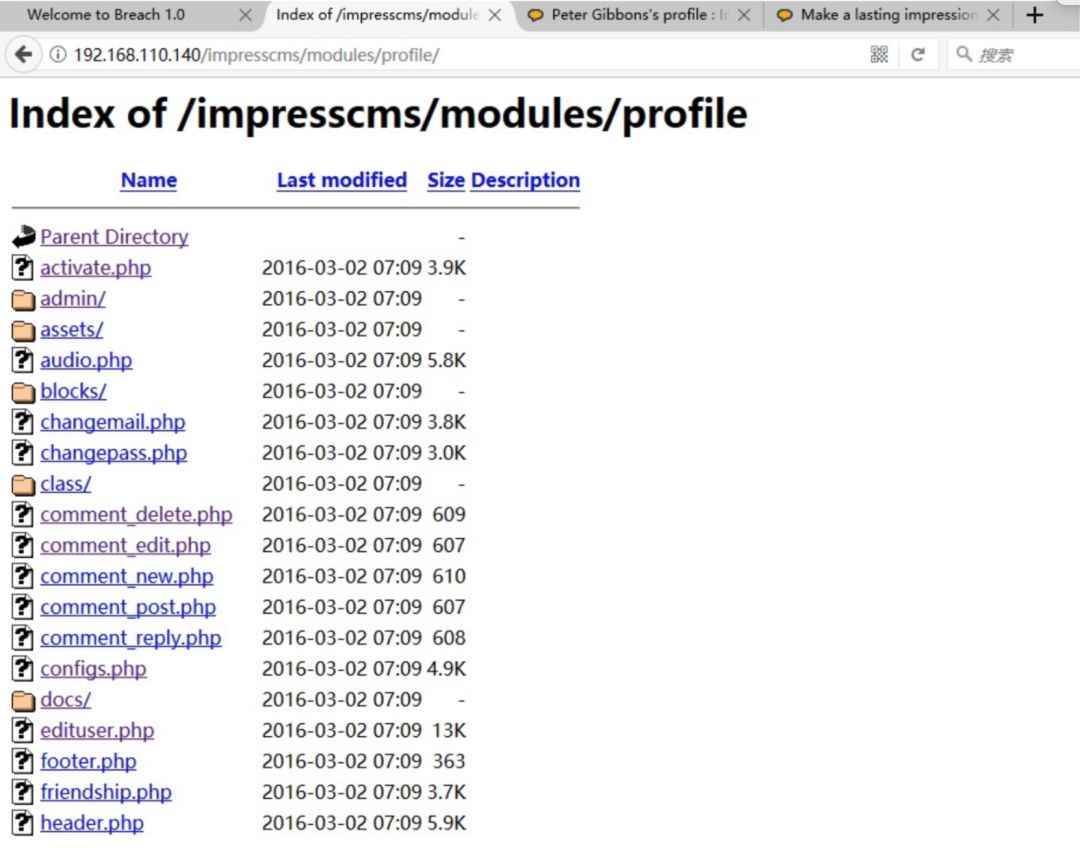 Welcome to Breach 1.0
Index of /impresscms/module
Peter Gibbons's profile : I
Make a lasting impression
192.168.110.140/impresscms/modules/profile/
搜索
Index of /impresscms/modules/profile
Name Last modified Size Description
Parent Directory -
activate.php 2016-03-02 07:09 3.9K
admin/ 2016-03-02 07:09 -
assets/ 2016-03-02 07:09 -
audio.php 2016-03-02 07:09 5.8K
blocks/ 2016-03-02 07:09 -
changemail.php 2016-03-02 07:09 3.8K
changepass.php 2016-03-02 07:09 3.0K
class/ 2016-03-02 07:09 -
comment_delete.php 2016-03-02 07:09 609
comment_edit.php 2016-03-02 07:09 607
comment_new.php 2016-03-02 07:09 610
comment_post.php 2016-03-02 07:09 607
comment_reply.php 2016-03-02 07:09 608
configs.php 2016-03-02 07:09 4.9K
docs/ 2016-03-02 07:09 -
edituser.php 2016-03-02 07:09 13K
footer.php 2016-03-02 07:09 363
friendship.php 2016-03-02 07:09 3.7K
header.php 2016-03-02 07:09 5.9K